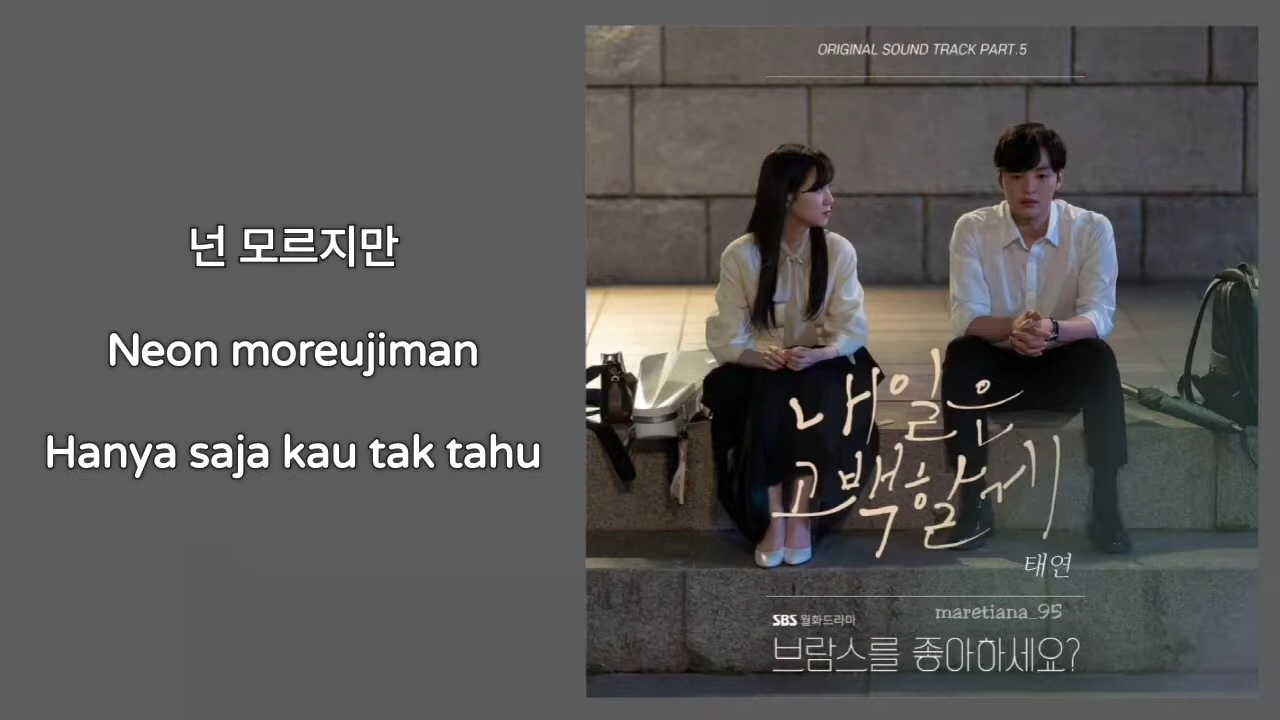 넌 모르지만
Neon moreujiman
Hanya saja kau tak tahu
ORIGINAL SOUND TRACK PART.5
내일은
고백할게
태연
maretiana_95
SBS 월화드라마
브람스를 좋아하세요?